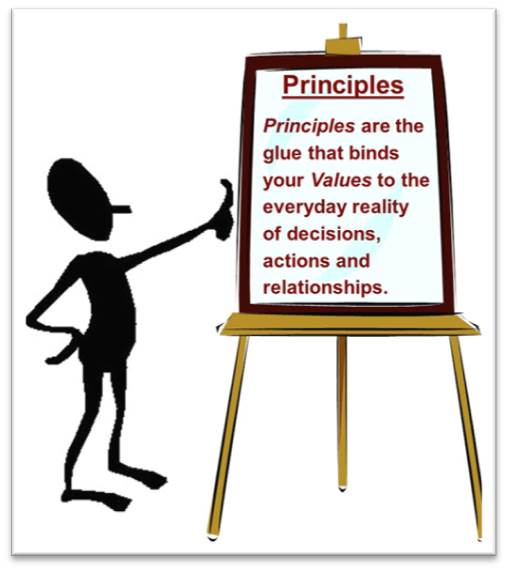 Principles
Principles are the
glue that binds
your Values to the
everyday reality
of decisions,
actions and
relationships.